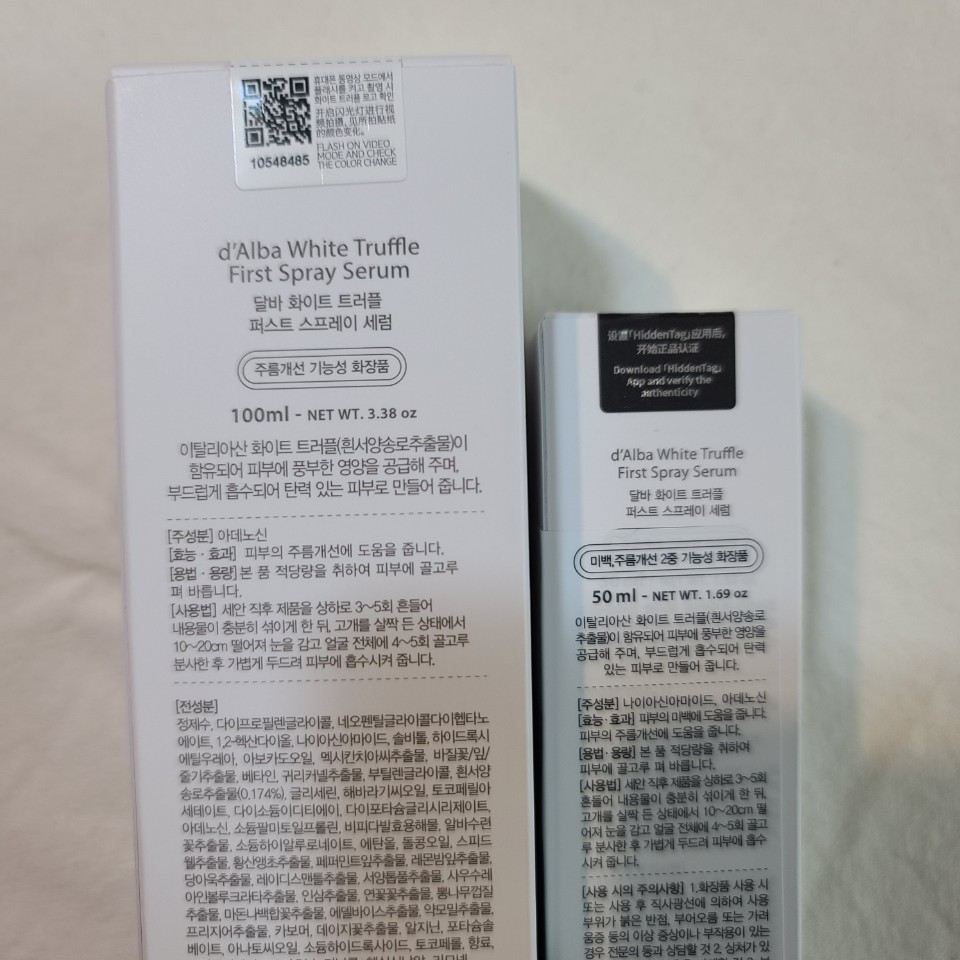 휴대폰 동영상 모드에서
플래시를 켜고 촬영 시
화이트 트러플 로고 확인
开启闪光灯进行视
频拍摄,见所拍贴纸
的颜色变化。
FLASH ON VIDEO
MODE AND CHECK
THE COLOR CHANGE
10548485
d'Alba White Truffle
First Spray Serum
달바 화이트 트러플
퍼스트 스프레이 세럼
주름개선 기능성 화장품
100ml - NET WT. 3.38 oz
이탈리아산 화이트 트러플(흰서양송로추출물)이
함유되어 피부에 풍부한 영양을 공급해 주며,
부드럽게 흡수되어 탄력 있는 피부로 만들어 줍니다.
[주성분] 아데노신
[효능·효과] 피부의 주름개선에 도움을 줍니다.
[용법·용량] 본 품 적당량을 취하여 피부에 골고루
펴 바릅니다.
[사용법] 세안 직후 제품을 상하로 3~5회 흔들어
내용물이 충분히 섞이게 한 뒤, 고개를 살짝 든 상태에서
10~20cm 떨어져 눈을 감고 얼굴 전체에 4~5회 골고루
분사한 후 가볍게 두드려 피부에 흡수시켜 줍니다.
[전성분]
정제수, 다이프로필렌글라이콜, 네오펜틸글라이콜다이헵타노
에이트, 1,2-헥산다이올, 나이아신아마이드, 솔비톨, 하이드록시
에틸우레아, 아보카도오일, 멕시칸치아씨추출물, 바질꽃/잎/
줄기추출물, 베타인, 귀리커넬추출물, 부틸렌글라이콜, 흰서양
송로추출물(0.174%), 글리세린, 해바라기씨오일, 토코페릴아
세테이트, 다이소듐이디티에이, 다이포타슘글리시리제이트,
아데노신, 소듐팔미토일프롤린, 비피다발효용해물, 알바수련
꽃추출물, 소듐하이알루로네이트, 에탄올, 돌콩오일, 스피드
웰추출물, 황산앵초추출물, 페퍼민트잎추출물, 레몬밤잎추출물,
당아욱추출물, 레이디스맨틀추출물, 서양톱풀추출물, 사우수레
아인볼루크라타추출물, 인삼추출물, 연꽃꽃추출물, 뽕나무껍질
추출물, 마돈나백합꽃추출물, 에델바이스추출물, 약모밀추출물,
프리지어추출물, 카보머, 데이지꽃추출물, 알지닌, 포타슘솔
베이트, 아나토씨오일, 소듐하이드록사이드, 토코페롤, 향료,
设置「HiddenTag」应用后,
开始正品认证
Download「HiddenTag」
App and verify the
authenticity
d'Alba White Truffle
First Spray Serum
달바 화이트 트러플
퍼스트 스프레이 세럼
미백,주름개선 2중 기능성 화장품
50 ml - NET WT. 1.69 oz
이탈리아산 화이트 트러플(흰서양송로
추출물)이 함유되어 피부에 풍부한 영양을
공급해 주며, 부드럽게 흡수되어 탄력
있는 피부로 만들어 줍니다.
[주성분] 나이아신아마이드, 아데노신
[효능·효과] 피부의 미백에 도움을 줍니다.
피부의 주름개선에 도움을 줍니다.
[용법·용량] 본 품 적당량을 취하여
피부에 골고루 펴 바릅니다.
[사용법] 세안 직후 제품을 상하로 3~5회
흔들어 내용물이 충분히 섞이게 한 뒤,
고개를 살짝 든 상태에서 10~20cm 떨
어져 눈을 감고 얼굴 전체에 4~5회 골고
루 분사한 후 가볍게 두드려 피부에 흡수
시켜 줍니다.
[사용 시의 주의사항] 1.화장품 사용 시
또는 사용 후 직사광선에 의하여 사용
부위가 붉은 반점, 부어오름 또는 가려
움증 등의 이상 증상이나 부작용이 있는
경우 전문의 등과 상담할 것 2. 상처가 있